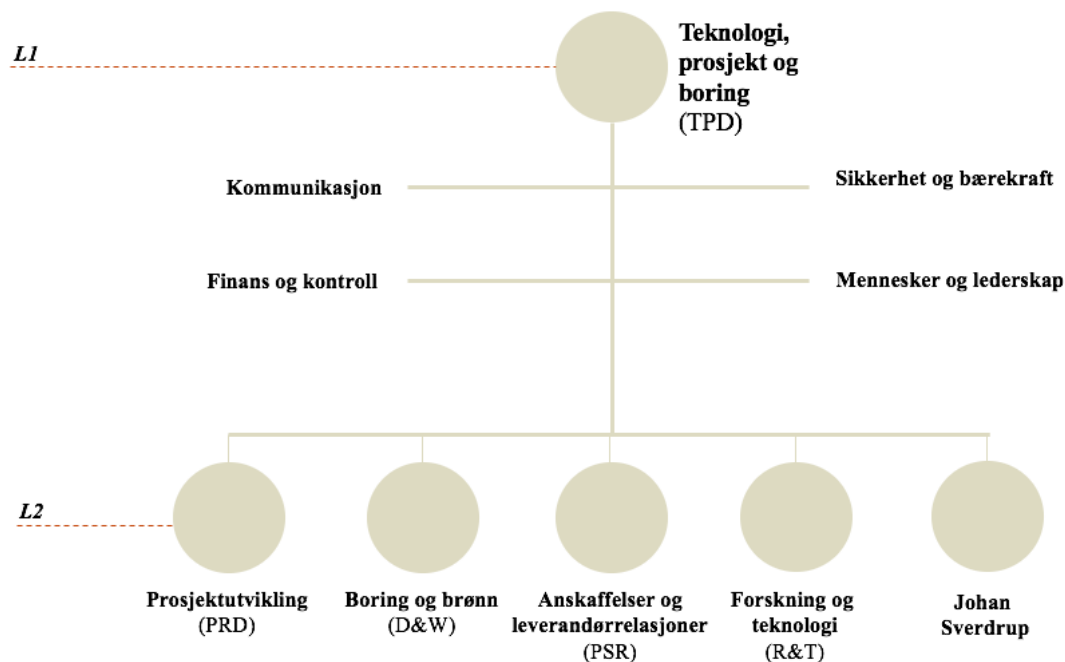 L1
Teknologi,
prosjekt og
boring
(TPD)
Kommunikasjon
Sikkerhet og bærekraft
Finans og kontroll
Mennesker og lederskap
L2
Prosjektutvikling
(PRD)
Boring og brønn
(D&W)
Anskaffelser og
leverandørrelasjoner
(PSR)
Forskning og
teknologi
(R&T)
Johan
Sverdrup